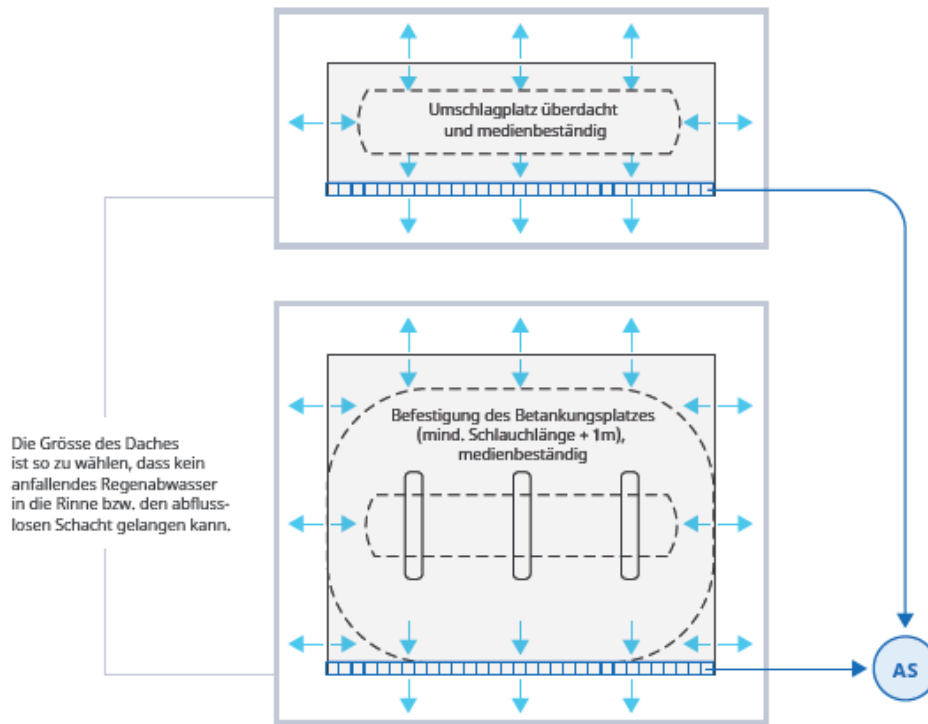 Umschlagplatz überdacht
und medienbeständig
Befestigung des Betankungsplatzes
(mind. Schlauchlänge + 1m),
medienbeständig
Die Grösse des Daches
ist so zu wählen, dass kein
anfallendes Regenabwasser
in die Rinne bzw. den abfluss-
losen Schacht gelangen kann.
AS